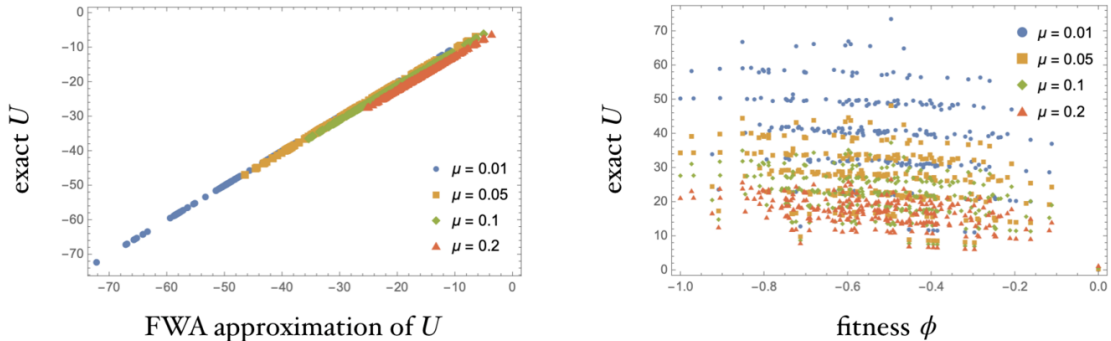 0
-10
-20
-30
-40
-50
-60
-70
exact U
μ = 0.01
μ = 0.05
μ = 0.1
μ = 0.2
-70 -60 -50 -40 -30 -20 -10 0
FWA approximation of U
70
60
50
40
30
20
10
0
exact U
μ = 0.01
μ = 0.05
μ = 0.1
μ = 0.2
-1.0 -0.8 -0.6 -0.4 -0.2 0.0
fitness ϕ